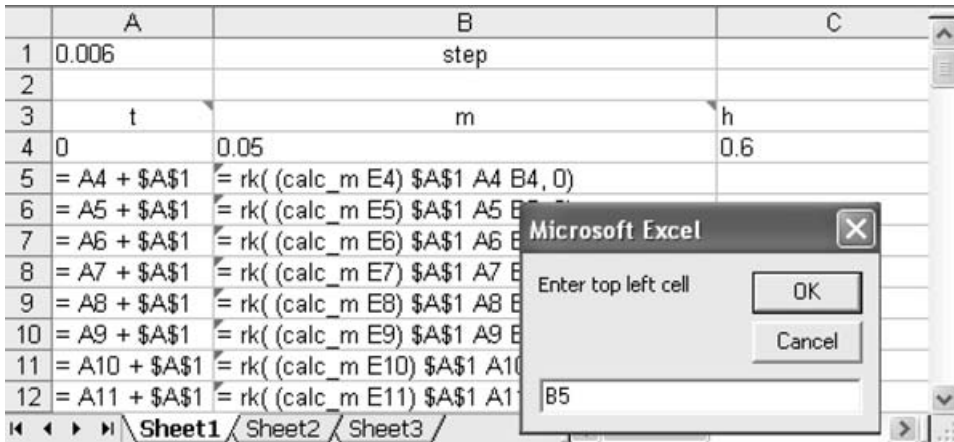 A B C
1 0.006 step
2
3 t m h
4 0 0.05 0.6
5 = A4 + $A$1 = rk( (calc_m E4) $A$1 A4 B4, 0)
6 = A5 + $A$1 = rk( (calc_m E5) $A$1 A5
7 = A6 + $A$1 = rk( (calc_m E6) $A$1 A6
8 = A7 + $A$1 = rk( (calc_m E7) $A$1 A7
9 = A8 + $A$1 = rk( (calc_m E8) $A$1 A8
10 = A9 + $A$1 = rk( (calc_m E9) $A$1 A9
11 = A10 + $A$1 = rk( (calc_m E10) $A$1
12 = A11 + $A$1 = rk( (calc_m E11) $A$1
Sheet1 Sheet2 Sheet3
Microsoft Excel
Enter top left cell
OK
Cancel
B5